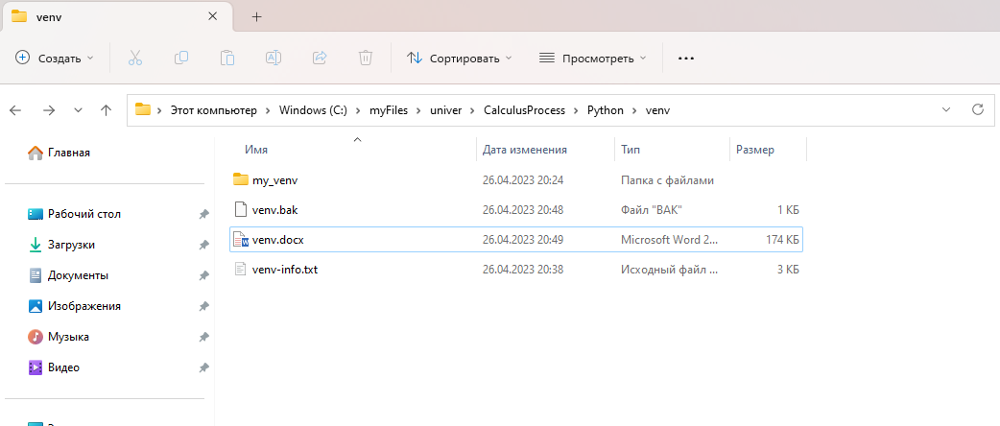 venv
Создать
Сортировать
Просмотреть
Этот компьютер > Windows (C:) > myFiles > univer > CalculusProcess > Python > venv
Главная
Рабочий стол
Загрузки
Документы
Изображения
Музыка
Видео
Имя Дата изменения Тип Размер
my_venv 26.04.2023 20:24 Папка с файлами
venv.bak 26.04.2023 20:48 Файл "BAK" 1 КБ
venv.docx 26.04.2023 20:49 Microsoft Word 2... 174 КБ
venv-info.txt 26.04.2023 20:38 Исходный файл ... 3 КБ